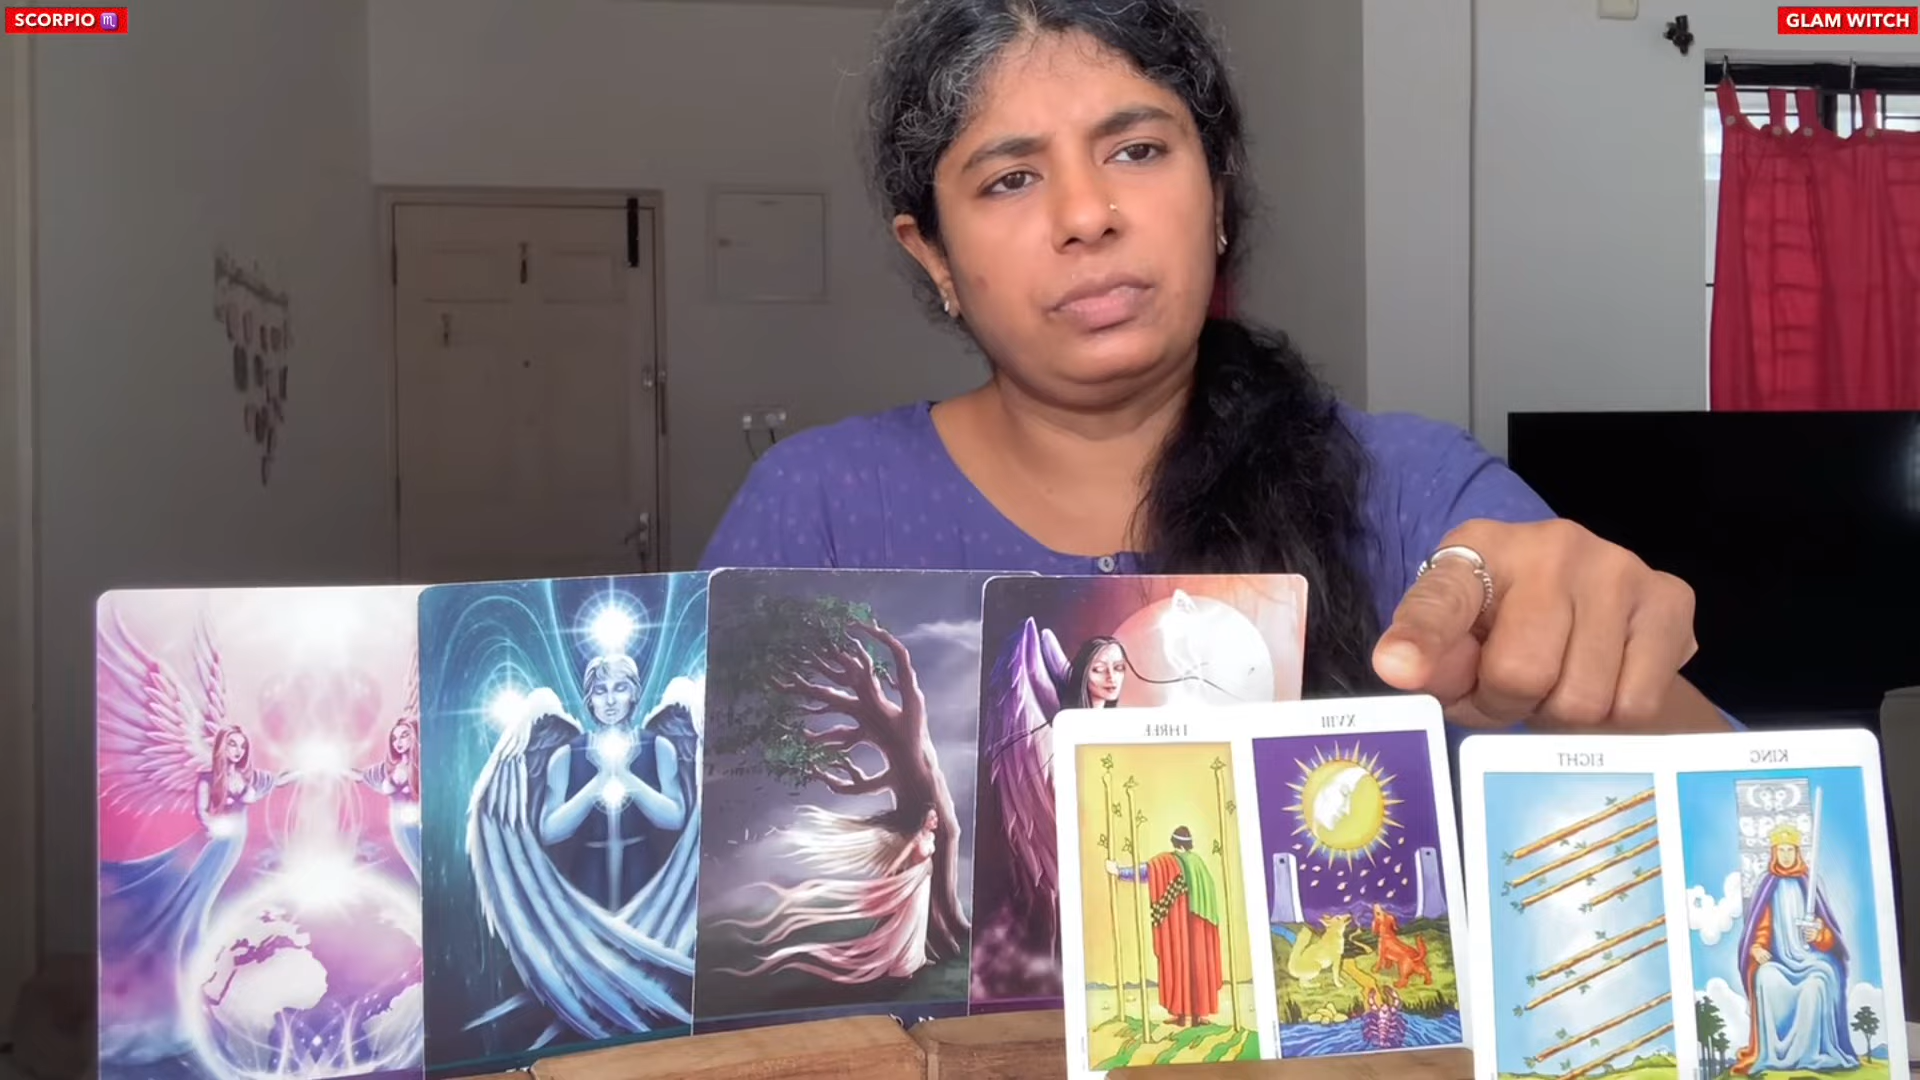 SCORPIO ♏
GLAM WITCH
THREE
XVIII
EIGHT
KING